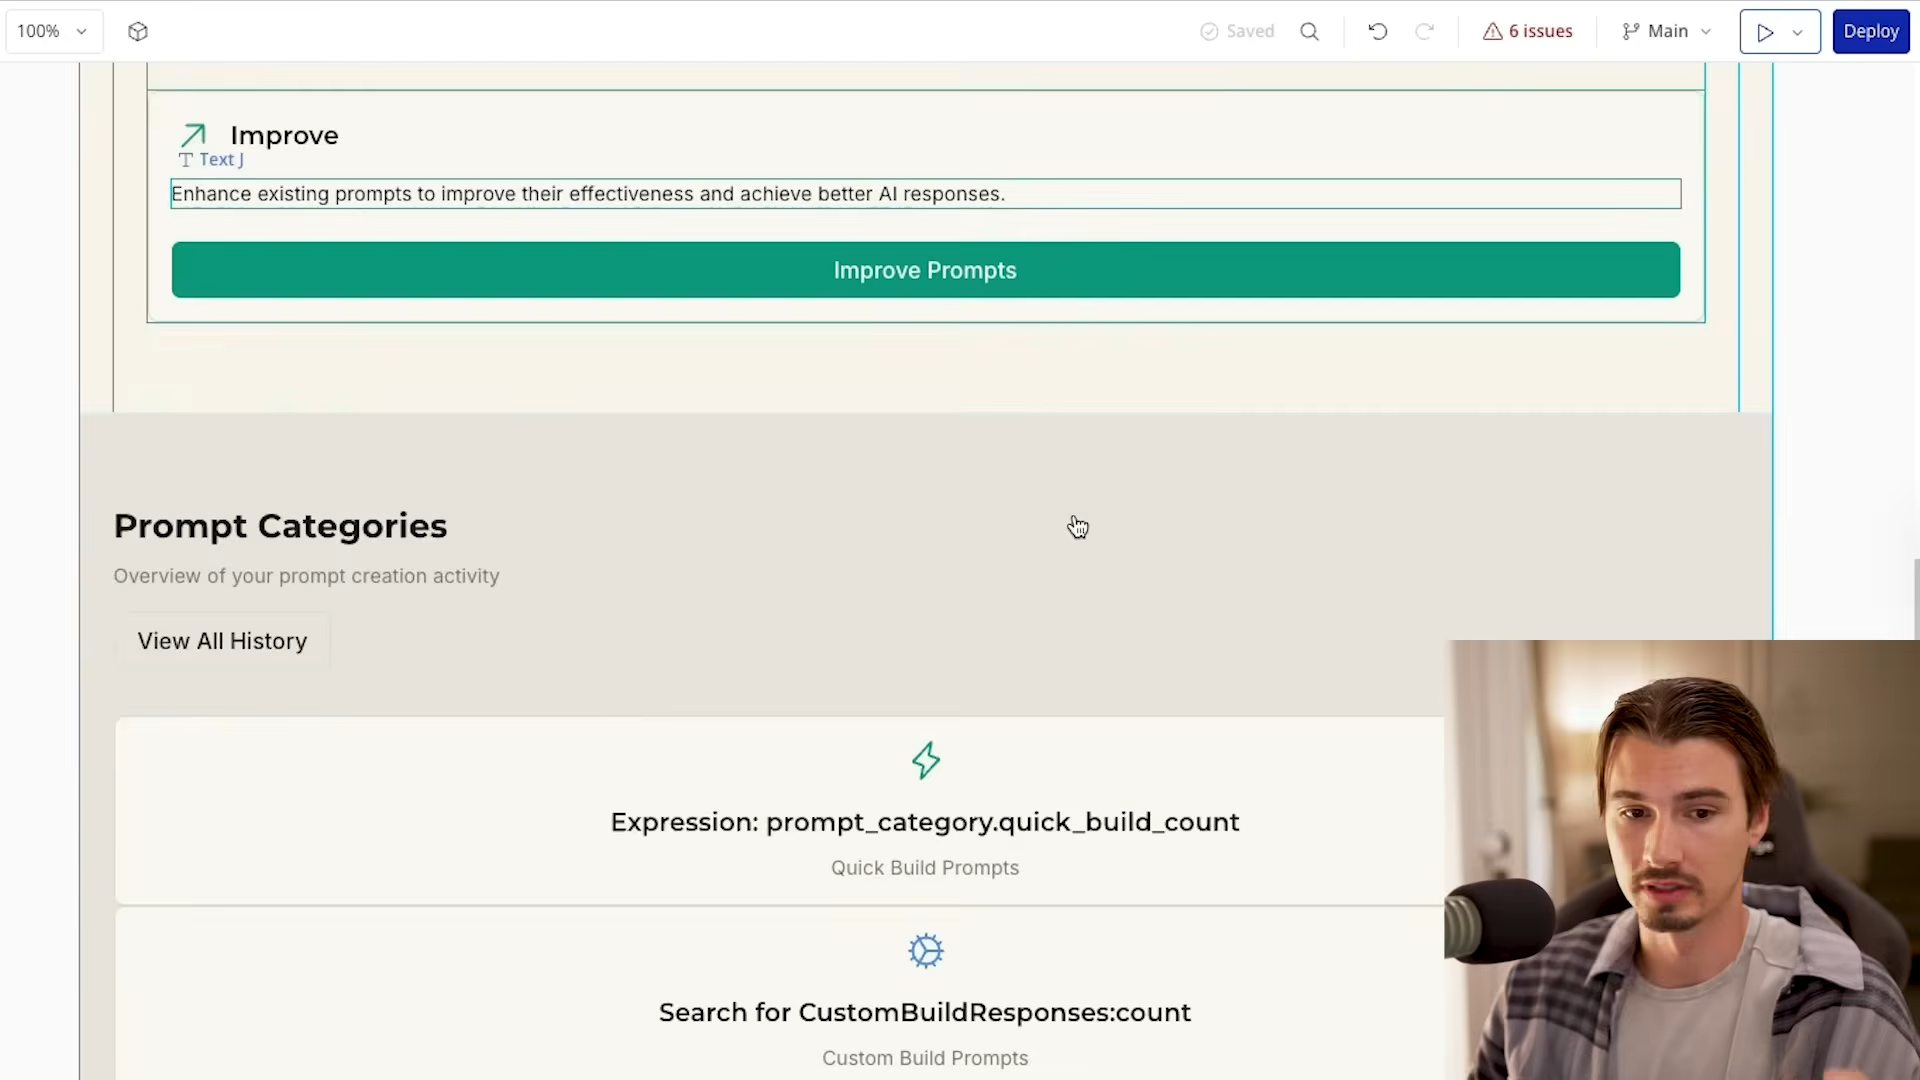 100%
Saved
6 issues
Main
Deploy
Improve
Text J
Enhance existing prompts to improve their effectiveness and achieve better AI responses.
Improve Prompts
Prompt Categories
Overview of your prompt creation activity
View All History
Expression: prompt_category.quick_build_count
Quick Build Prompts
Search for CustomBuildResponses:count
Custom Build Prompts